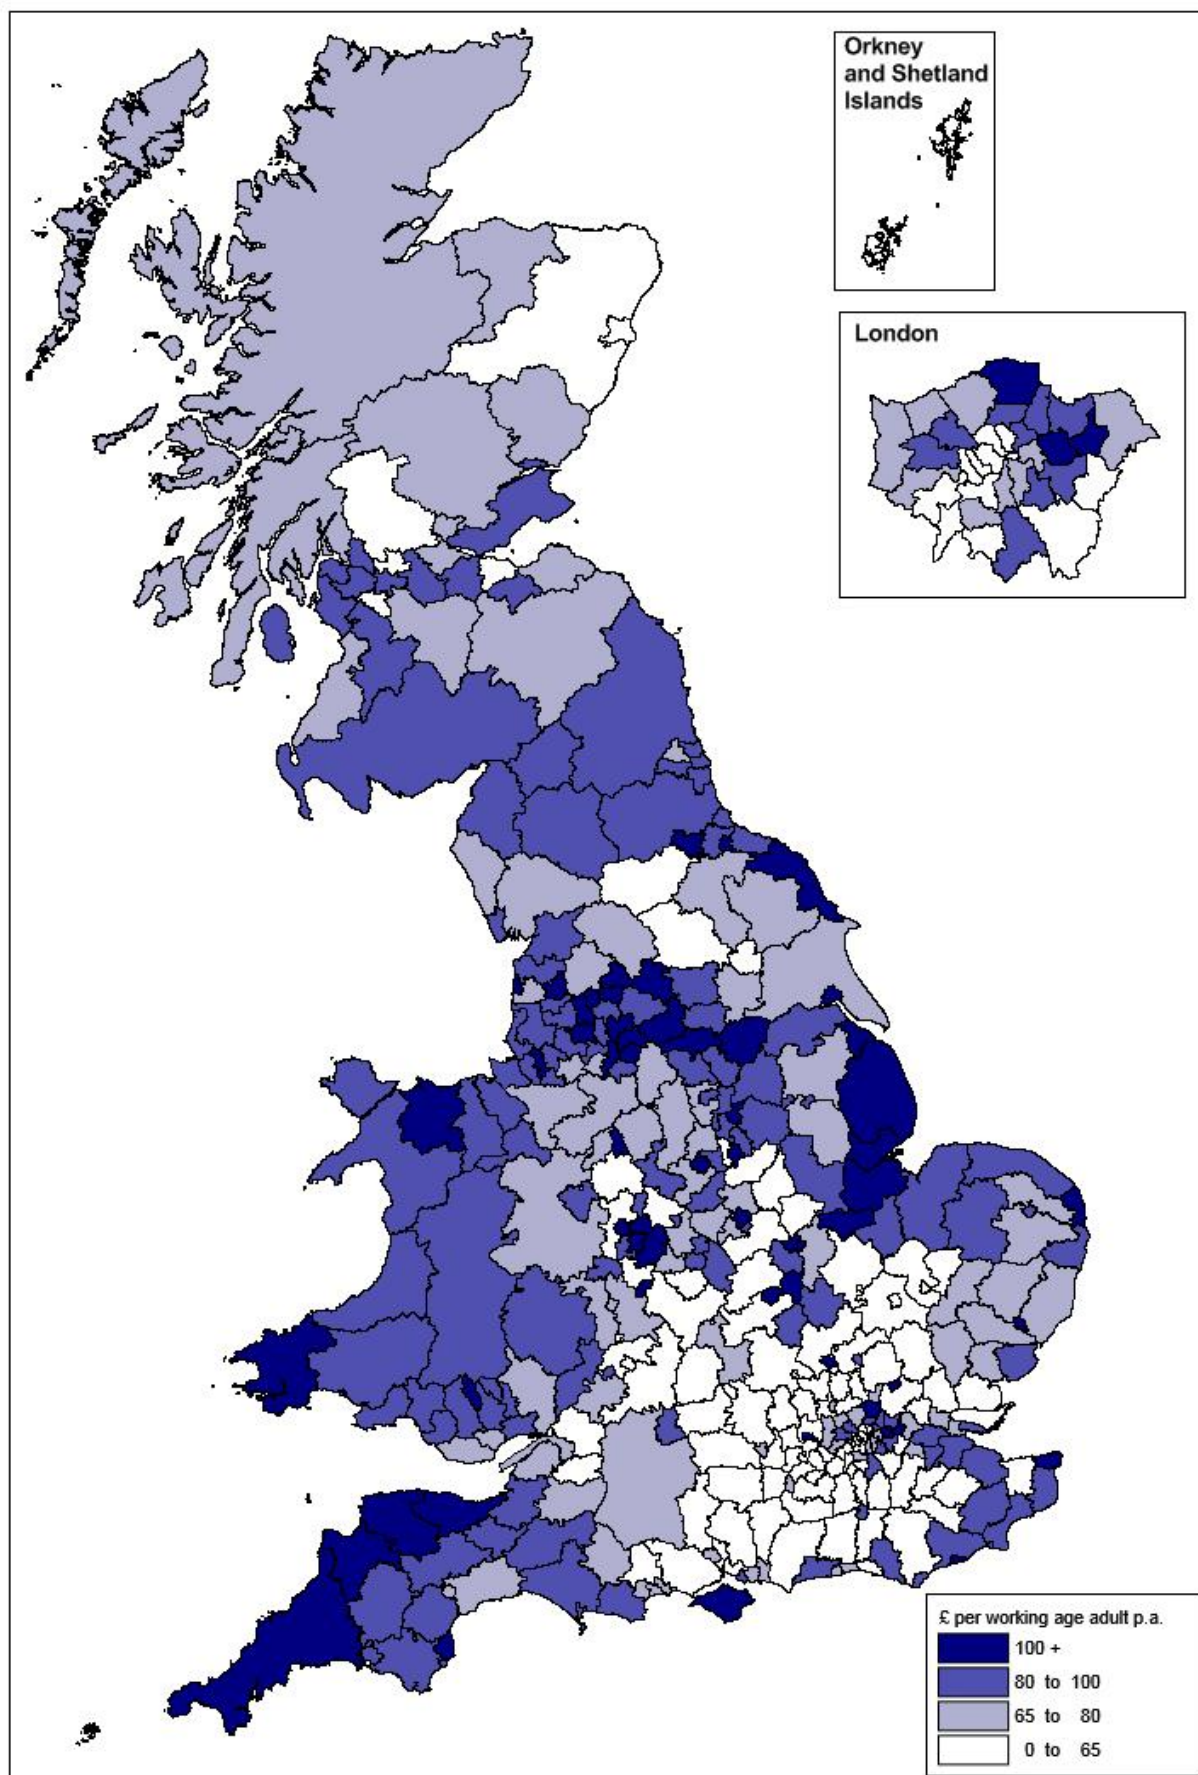 Orkney
and Shetland
Islands
London
£ per working age adult p.a.
100 +
80 to 100
65 to 80
0 to 65